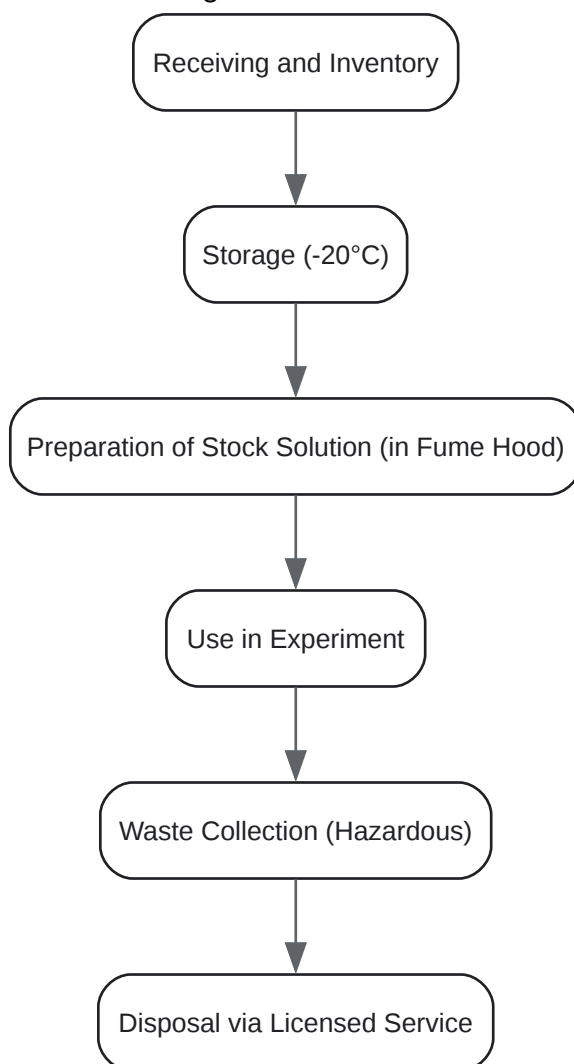 Receiving and Inventory
Storage (-20°C)
Preparation of Stock Solution (in Fume Hood)
Use in Experiment
Waste Collection (Hazardous)
Disposal via Licensed Service